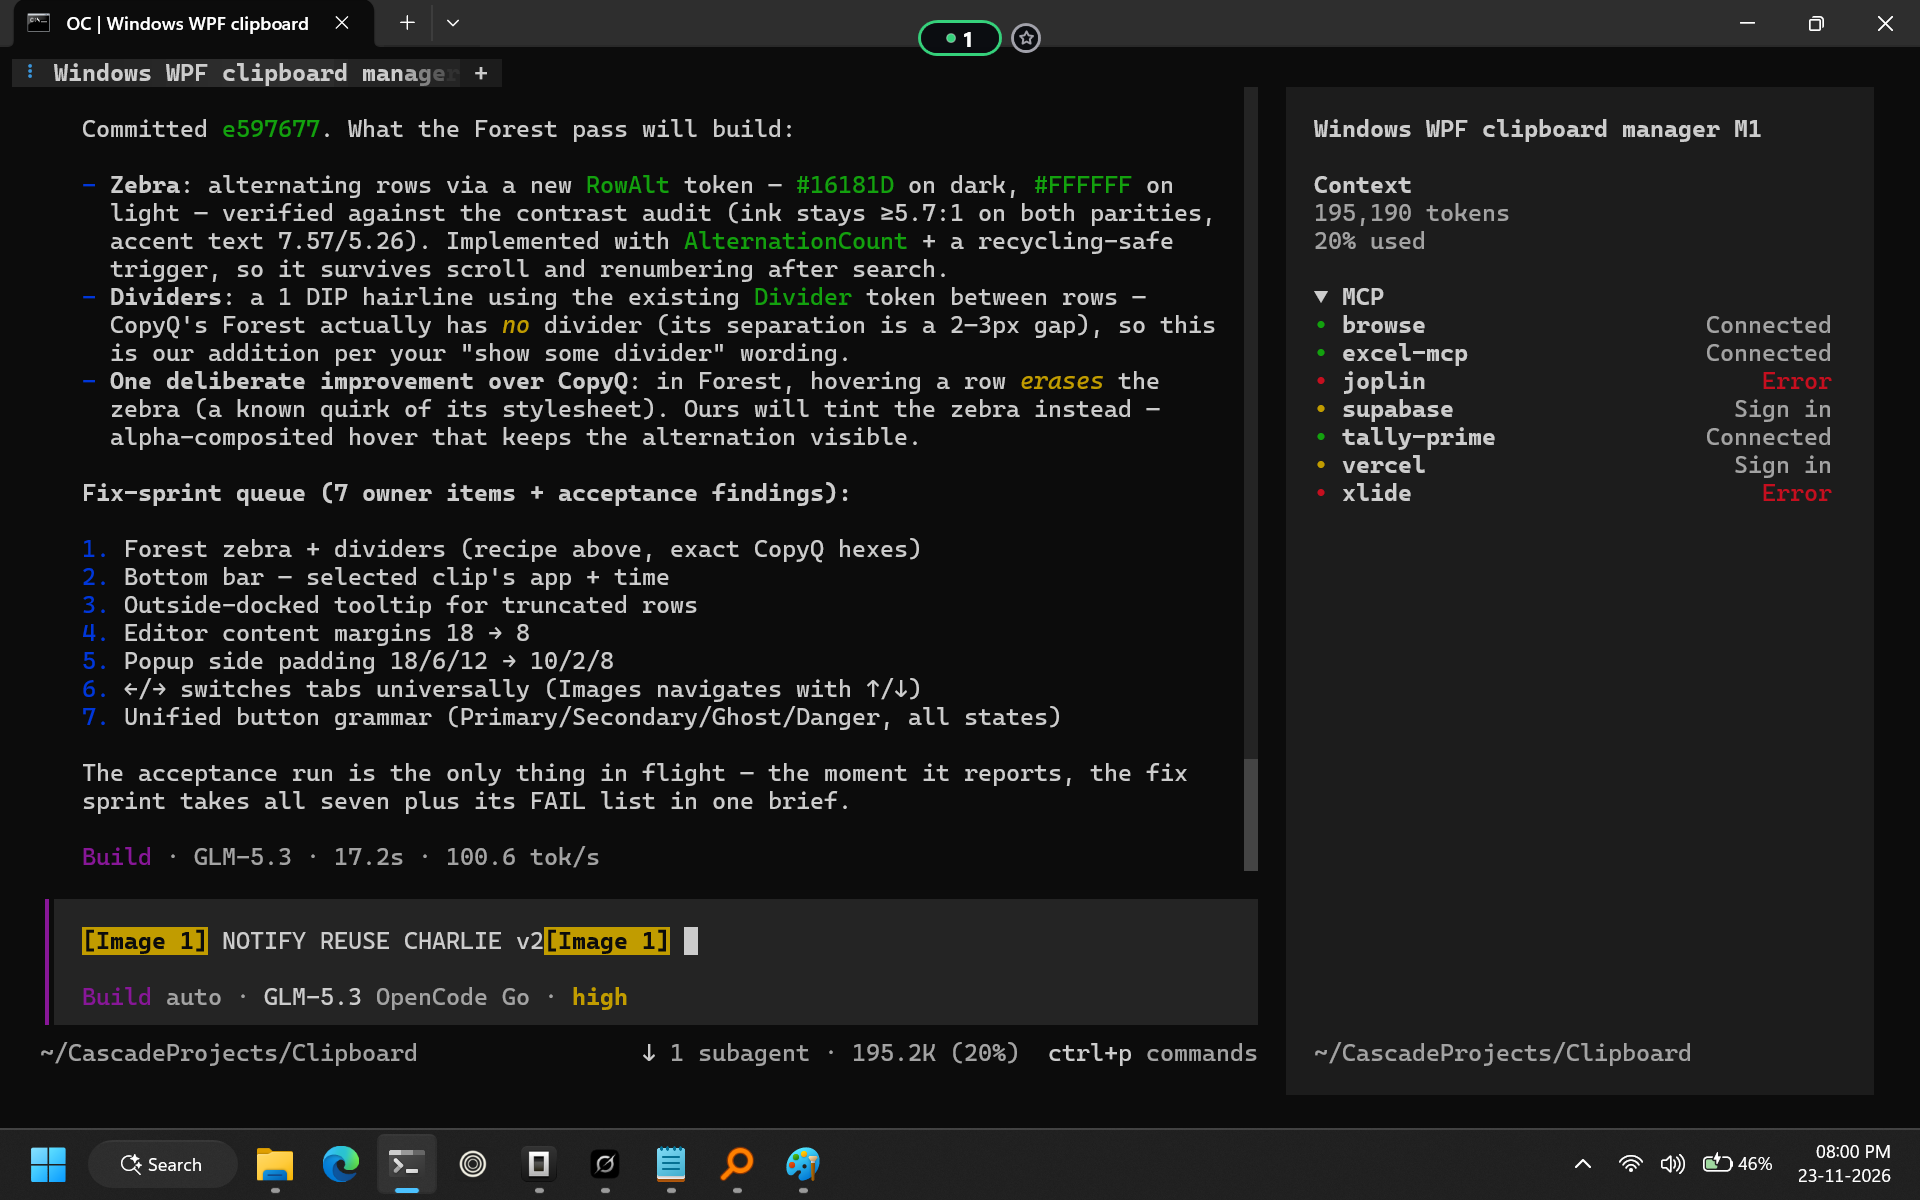 OC | Windows WPF clipboard
1
Windows WPF clipboard manager +
Committed e597677. What the Forest pass will build:
- Zebra: alternating rows via a new RowAlt token — #16181D on dark, #FFFFFF on
light — verified against the contrast audit (ink stays ≥5.7:1 on both parities,
accent text 7.57/5.26). Implemented with AlternationCount + a recycling-safe
trigger, so it survives scroll and renumbering after search.
- Dividers: a 1 DIP hairline using the existing Divider token between rows —
CopyQ's Forest actually has no divider (its separation is a 2–3px gap), so this
is our addition per your "show some divider" wording.
- One deliberate improvement over CopyQ: in Forest, hovering a row erases the
zebra (a known quirk of its stylesheet). Ours will tint the zebra instead —
alpha-composited hover that keeps the alternation visible.
Fix-sprint queue (7 owner items + acceptance findings):
1. Forest zebra + dividers (recipe above, exact CopyQ hexes)
2. Bottom bar — selected clip's app + time
3. Outside-docked tooltip for truncated rows
4. Editor content margins 18 → 8
5. Popup side padding 18/6/12 → 10/2/8
6. ←/→ switches tabs universally (Images navigates with ↑/↓)
7. Unified button grammar (Primary/Secondary/Ghost/Danger, all states)
The acceptance run is the only thing in flight — the moment it reports, the fix
sprint takes all seven plus its FAIL list in one brief.
Build · GLM-5.3 · 17.2s · 100.6 tok/s
[Image 1] NOTIFY REUSE CHARLIE v2[Image 1]
Build auto · GLM-5.3 OpenCode Go · high
~/CascadeProjects/Clipboard ↓ 1 subagent · 195.2K (20%) ctrl+p commands
Windows WPF clipboard manager M1
Context
195,190 tokens
20% used
▼ MCP
• browse Connected
• excel-mcp Connected
• joplin Error
• supabase Sign in
• tally-prime Connected
• vercel Sign in
• xlide Error
~/CascadeProjects/Clipboard
Search
46%
08:00 PM
23-11-2026